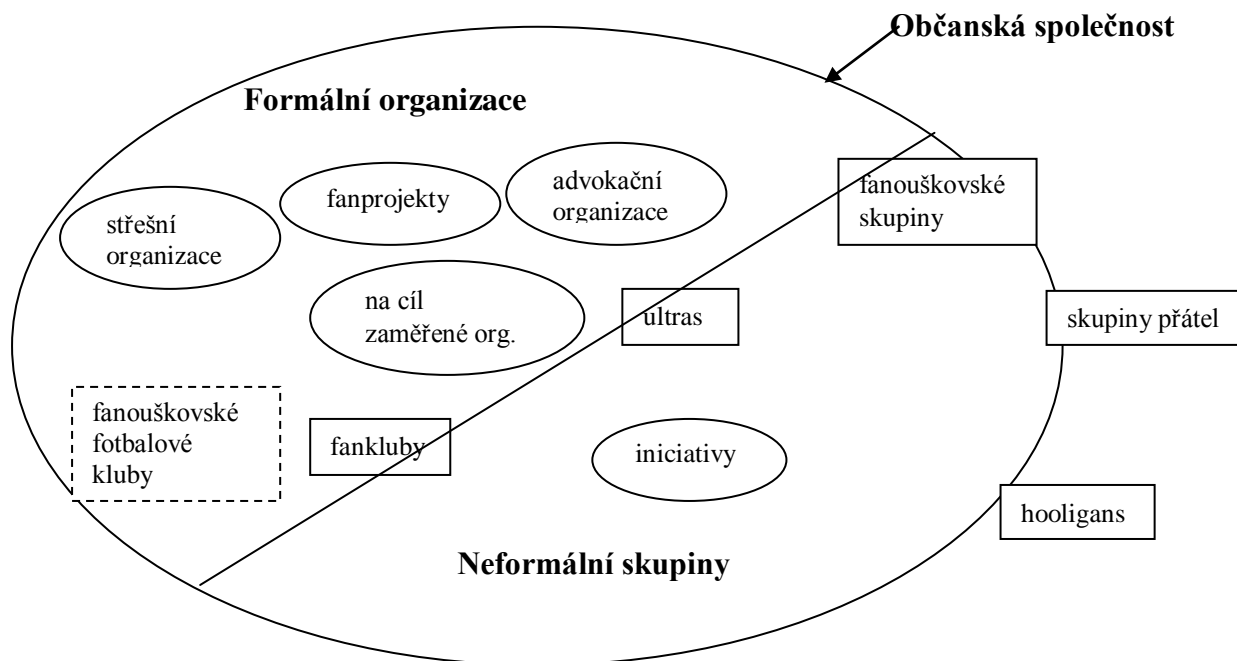 Občanská společnost
Formální organizace
fanprojekty
advokační
organizace
fanouškovské
skupiny
střešní
organizace
na cíl
zaměřené org.
ultras
skupiny přátel
fanouškovské
fotbalové
kluby
fankluby
iniciativy
hooligans
Neformální skupiny